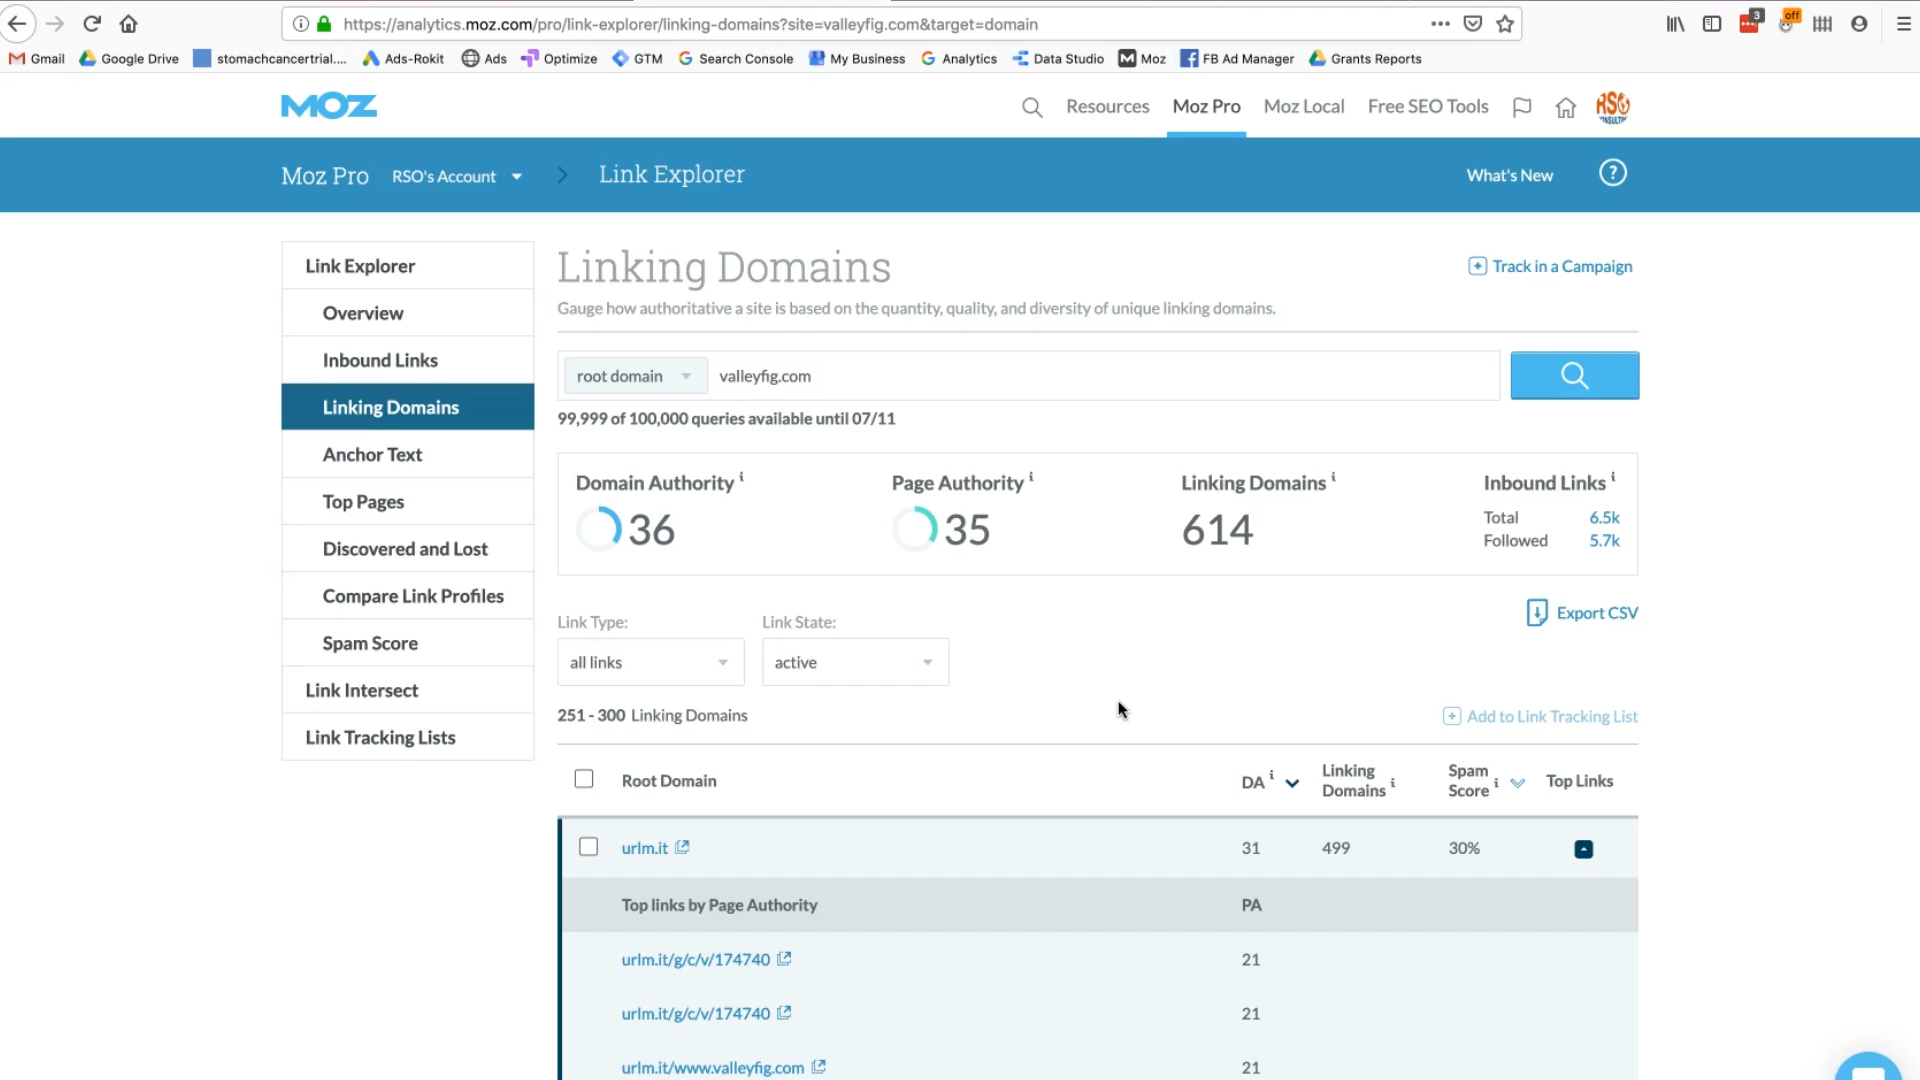 https://analytics.moz.com/pro/link-explorer/linking-domains?site=valleyfig.com&target=domain
3
off
Gmail Google Drive stomachcancertrial.... Ads-Rokit Ads Optimize GTM Search Console My Business Analytics Data Studio Moz FB Ad Manager Grants Reports
MOZ
Resources Moz Pro Moz Local Free SEO Tools
RSO
Moz Pro RSO's Account Link Explorer What's New ?
Link Explorer
Overview
Inbound Links
Linking Domains
Anchor Text
Top Pages
Discovered and Lost
Compare Link Profiles
Spam Score
Link Intersect
Link Tracking Lists
Linking Domains
Track in a Campaign
Gauge how authoritative a site is based on the quantity, quality, and diversity of unique linking domains.
root domain valleyfig.com
99,999 of 100,000 queries available until 07/11
Domain Authority i Page Authority i Linking Domains i Inbound Links i
36 35 614
Total 6.5k
Followed 5.7k
Export CSV
Link Type: Link State:
all links active
251 - 300 Linking Domains
Add to Link Tracking List
Root Domain DA i Linking Domains i Spam Score i Top Links
urlm.it 31 499 30%
Top links by Page Authority PA
urlm.it/g/c/v/174740 21
urlm.it/g/c/v/174740 21
urlm.it/www.valleyfig.com 21